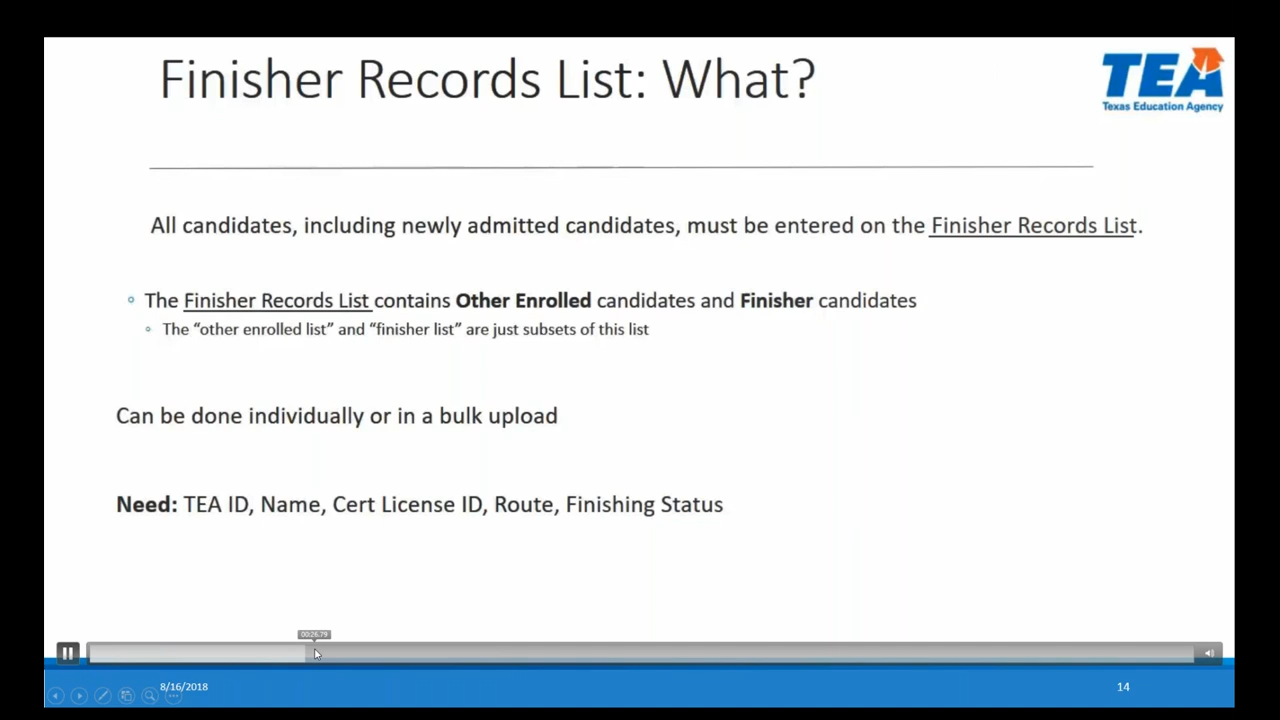 Finisher Records List: What?
TEA
Texas Education Agency
All candidates, including newly admitted candidates, must be entered on the Finisher Records List.
The Finisher Records List contains Other Enrolled candidates and Finisher candidates
The “other enrolled list” and “finisher list” are just subsets of this list
Can be done individually or in a bulk upload
Need: TEA ID, Name, Cert License ID, Route, Finishing Status
00:26.79
8/16/2018
14